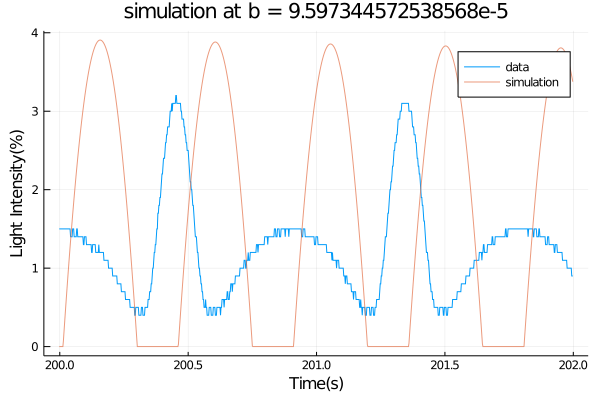 simulation at b = 9.597344572538568e-5
4
data
simulation
3
2
1
0
Light Intensity(%)
200.0 200.5 201.0 201.5 202.0
Time(s)